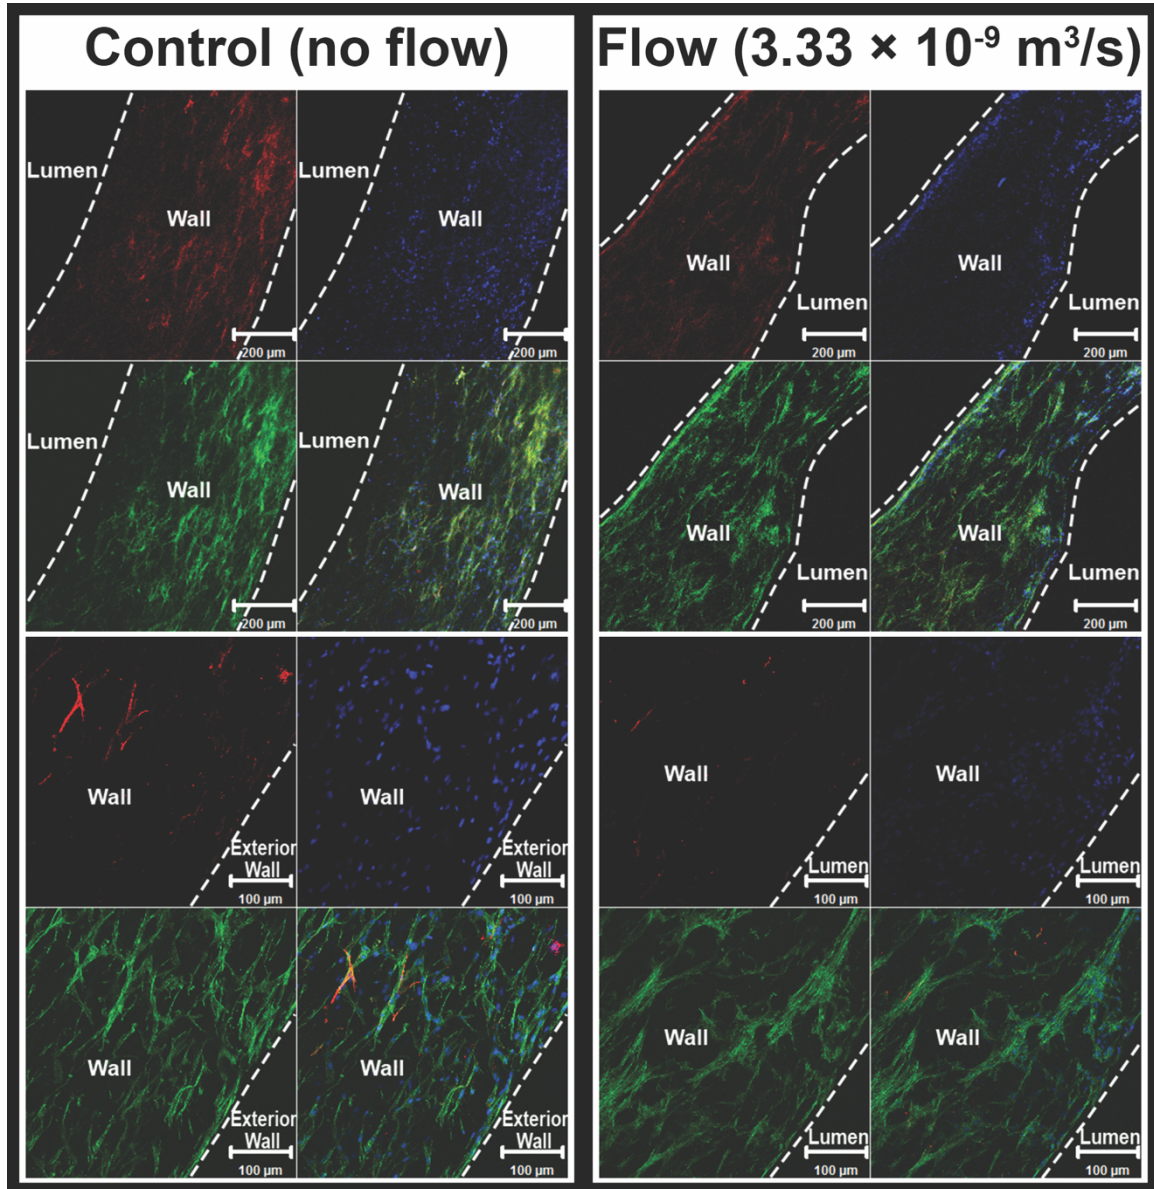 Control (no flow)
Flow (3.33 × 10⁻⁹ m³/s)
Lumen
Wall
200 µm
Lumen
Wall
200 µm
Wall
Lumen
200 µm
Wall
Lumen
200 µm
Lumen
Wall
200 µm
Lumen
Wall
200 µm
Wall
Lumen
200 µm
Wall
Lumen
200 µm
Wall
Exterior
Wall
100 µm
Wall
Exterior
Wall
100 µm
Wall
Lumen
100 µm
Wall
Lumen
100 µm
Wall
Exterior
Wall
100 µm
Wall
Exterior
Wall
100 µm
Wall
Lumen
100 µm
Wall
Lumen
100 µm